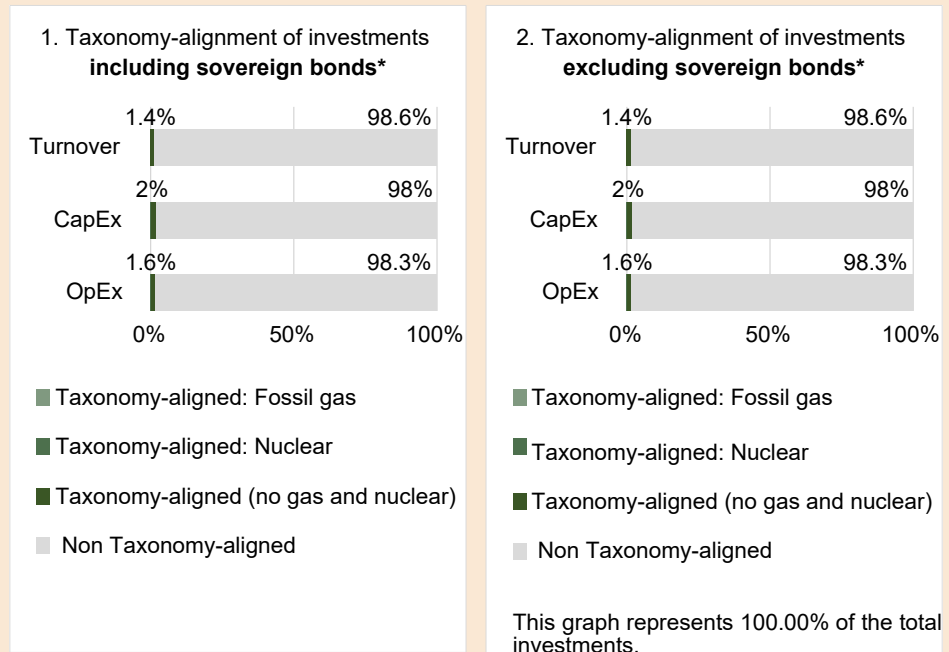 1. Taxonomy-alignment of investments
including sovereign bonds*
1.4% 98.6%
Turnover
2% 98%
CapEx
1.6% 98.3%
OpEx
0% 50% 100%
Taxonomy-aligned: Fossil gas
Taxonomy-aligned: Nuclear
Taxonomy-aligned (no gas and nuclear)
Non Taxonomy-aligned
2. Taxonomy-alignment of investments
excluding sovereign bonds*
1.4% 98.6%
Turnover
2% 98%
CapEx
1.6% 98.3%
OpEx
0% 50% 100%
Taxonomy-aligned: Fossil gas
Taxonomy-aligned: Nuclear
Taxonomy-aligned (no gas and nuclear)
Non Taxonomy-aligned
This graph represents 100.00% of the total
investments.